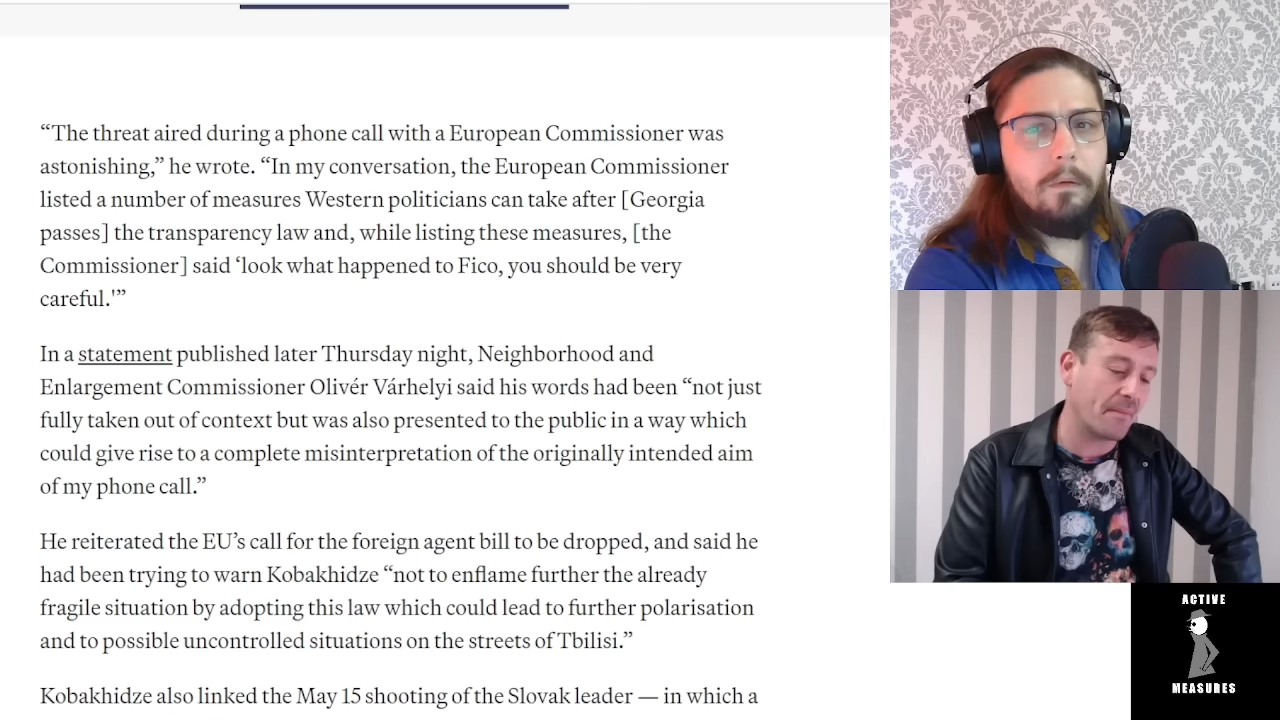 “The threat aired during a phone call with a European Commissioner was
astonishing,” he wrote. “In my conversation, the European Commissioner
listed a number of measures Western politicians can take after [Georgia
passes] the transparency law and, while listing these measures, [the
Commissioner] said ‘look what happened to Fico, you should be very
careful.'”
In a statement published later Thursday night, Neighborhood and
Enlargement Commissioner Olivér Várhelyi said his words had been “not just
fully taken out of context but was also presented to the public in a way which
could give rise to a complete misinterpretation of the originally intended aim
of my phone call.”
He reiterated the EU’s call for the foreign agent bill to be dropped, and said he
had been trying to warn Kobakhidze “not to enflame further the already
fragile situation by adopting this law which could lead to further polarisation
and to possible uncontrolled situations on the streets of Tbilisi.”
Kobakhidze also linked the May 15 shooting of the Slovak leader — in which a
ACTIVE
MEASURES